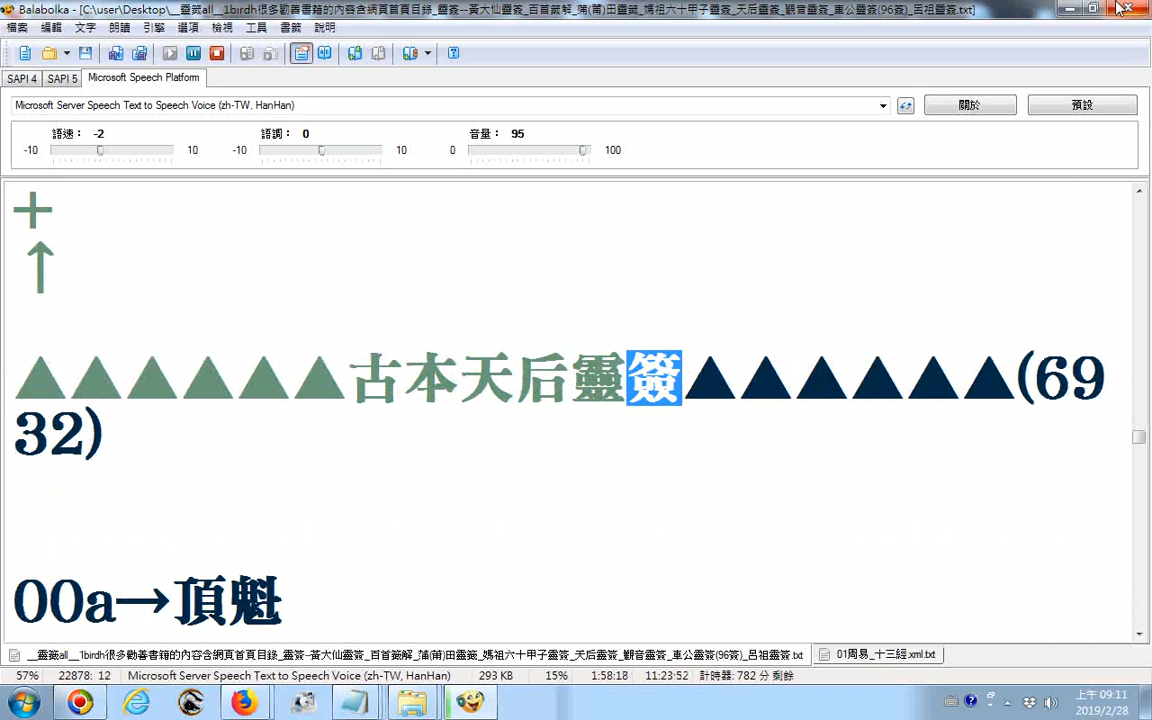 Balabolka - [C:\user\Desktop\__靈籤all__1birdh很多勸善書籍的內容含網頁首頁目錄_靈簽--黃大仙靈簽_百首籤解_蒲(莆)田靈籤_媽祖六十甲子靈簽_天后靈簽_觀音靈簽_車公靈簽(96簽)_呂祖靈簽.txt]
檔案 編輯 文字 朗讀 引擎 選項 檢視 工具 書籤 說明
SAPI 4 SAPI 5 Microsoft Speech Platform
Microsoft Server Speech Text to Speech Voice (zh-TW, HanHan) 關於 預設
語速： -2 語調： 0 音量： 95
-10 10 -10 10 0 100
＋
↑
▲▲▲▲▲▲古本天后靈簽▲▲▲▲▲▲(69
32)
00a→頂魁
__靈籤all__1birdh很多勸善書籍的內容含網頁首頁目錄_靈簽--黃大仙靈簽_百首籤解_蒲(莆)田靈籤_媽祖六十甲子靈簽_天后靈簽_觀音靈簽_車公靈簽(96簽)_呂祖靈簽.txt 01周易_十三經.xml.txt
57% 22878: 12 Microsoft Server Speech Text to Speech Voice (zh-TW, HanHan) 293 KB 15% 1:58:18 11:23:52 計時器: 782 分 剩餘
上午 09:11
2019/2/28